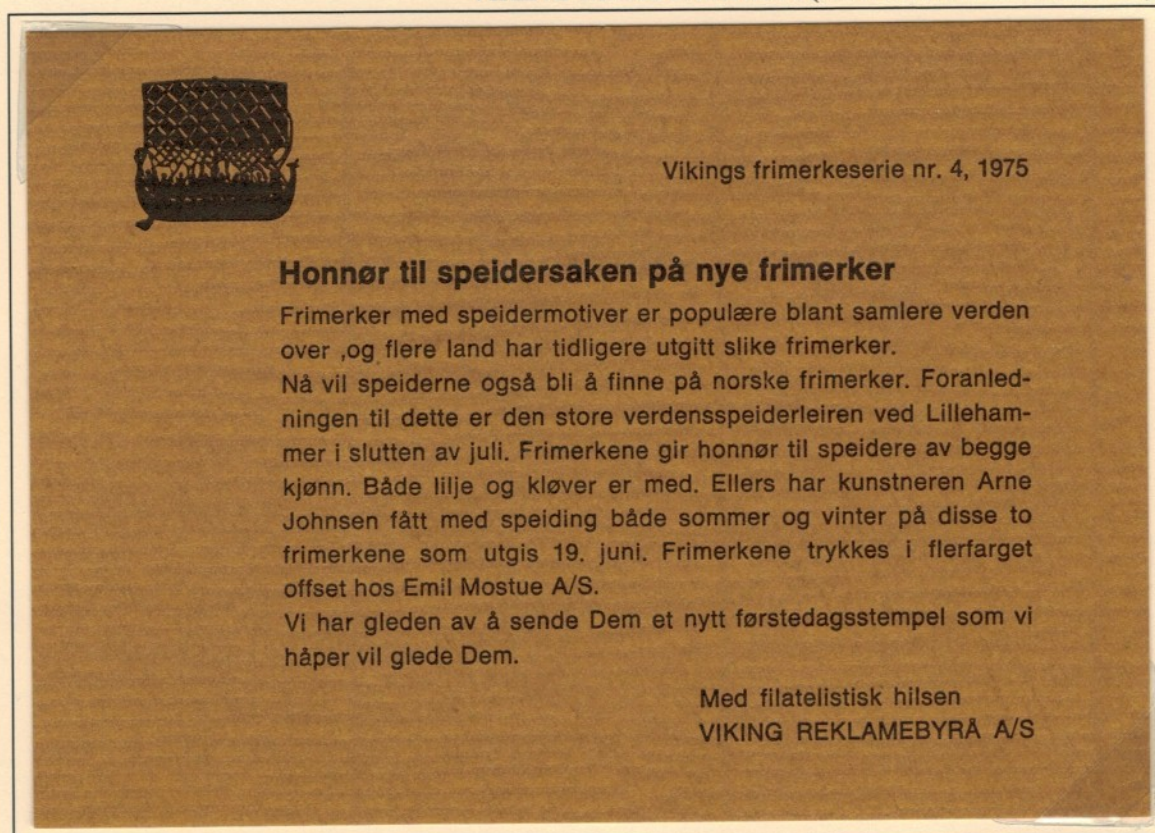 Vikings frimerkeserie nr. 4, 1975
Honnør til speidersaken på nye frimerker
Frimerker med speidermotiver er populære blant samlere verden
over ,og flere land har tidligere utgitt slike frimerker.
Nå vil speiderne også bli å finne på norske frimerker. Foranled-
ningen til dette er den store verdensspeiderleiren ved Lilleham-
mer i slutten av juli. Frimerkene gir honnør til speidere av begge
kjønn. Både lilje og kløver er med. Ellers har kunstneren Arne
Johnsen fått med speiding både sommer og vinter på disse to
frimerkene som utgis 19. juni. Frimerkene trykkes i flerfarget
offset hos Emil Mostue A/S.
Vi har gleden av å sende Dem et nytt førstedagsstempel som vi
håper vil glede Dem.
Med filatelistisk hilsen
VIKING REKLAMEBYRÅ A/S